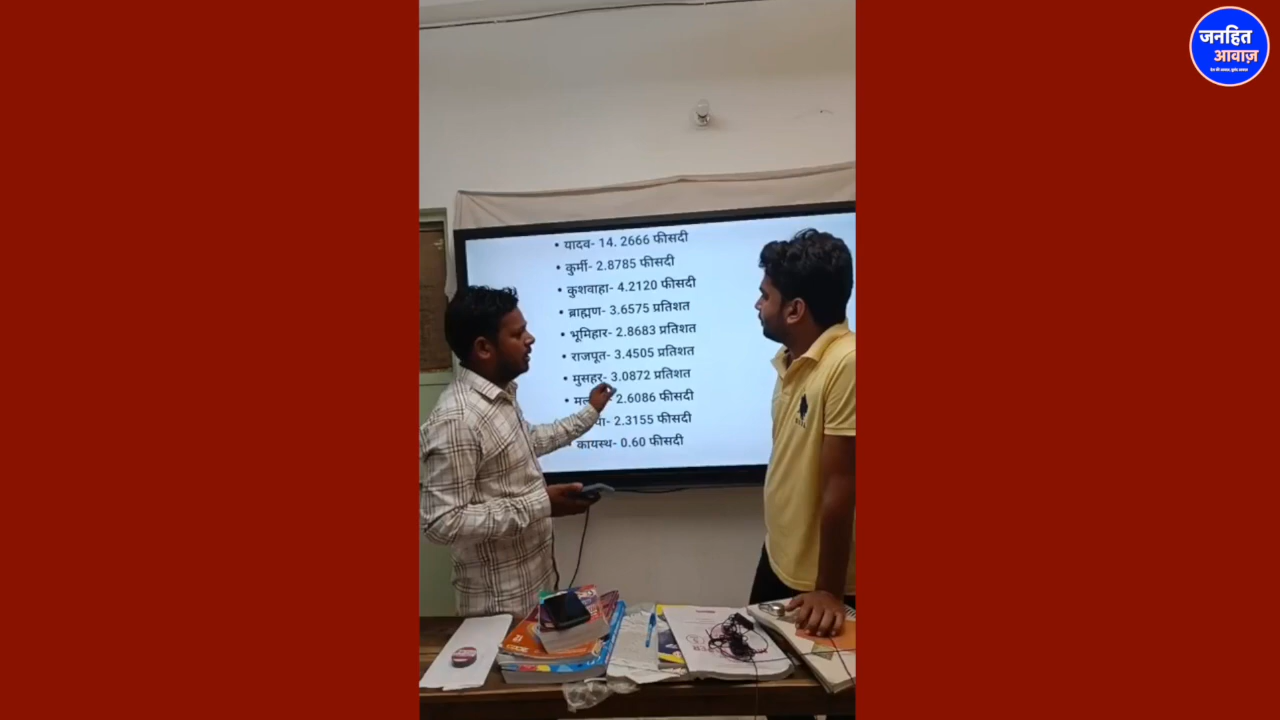 जनहित
आवाज़
• यादव- 14. 2666 फीसदी
• कुर्मी- 2.8785 फीसदी
• कुशवाहा- 4.2120 फीसदी
• ब्राह्मण- 3.6575 प्रतिशत
• भूमिहार- 2.8683 प्रतिशत
• राजपूत- 3.4505 प्रतिशत
• मुसहर- 3.0872 प्रतिशत
• 2.6086 फीसदी
2.3155 फीसदी
कायस्थ- 0.60 फीसदी